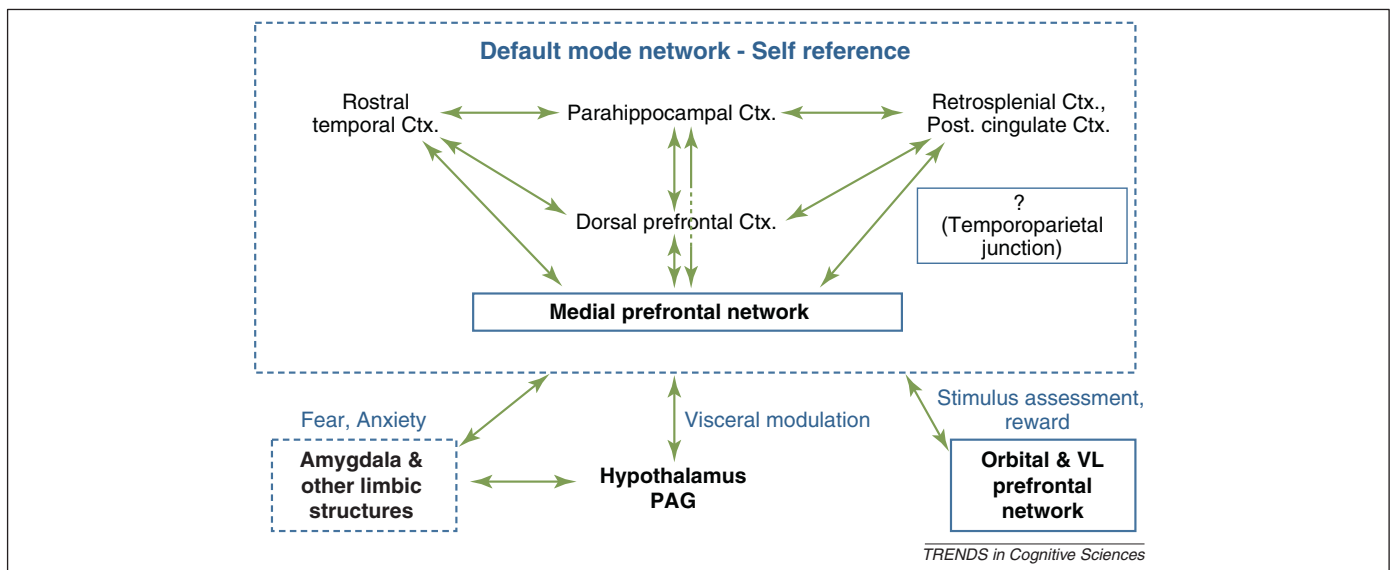 Default mode network - Self reference
Rostral
temporal Ctx.
Parahippocampal Ctx.
Retrosplenial Ctx.,
Post. cingulate Ctx.
Dorsal prefrontal Ctx.
?
(Temporoparietal
junction)
Medial prefrontal network
Fear, Anxiety
Visceral modulation
Stimulus assessment,
reward
Amygdala &
other limbic
structures
Hypothalamus
PAG
Orbital & VL
prefrontal
network
TRENDS in Cognitive Sciences